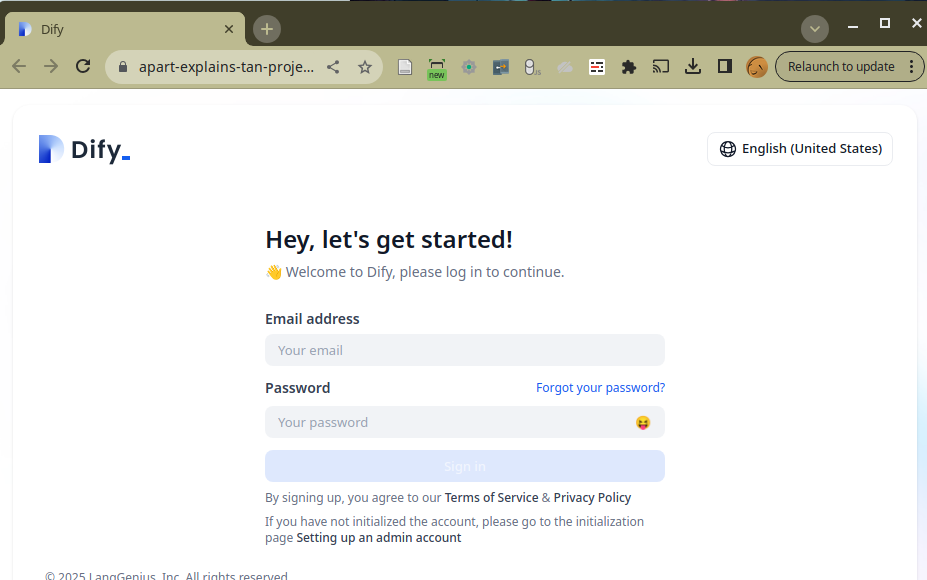 Dify
apart-explains-tan-proje...
new
JS
Relaunch to update
Dify_
English (United States)
Hey, let's get started!
👋 Welcome to Dify, please log in to continue.
Email address
Your email
Password
Forgot your password?
Your password
Sign in
By signing up, you agree to our Terms of Service & Privacy Policy
If you have not initialized the account, please go to the initialization
page Setting up an admin account
© 2025 LangGenius, Inc. All rights reserved.